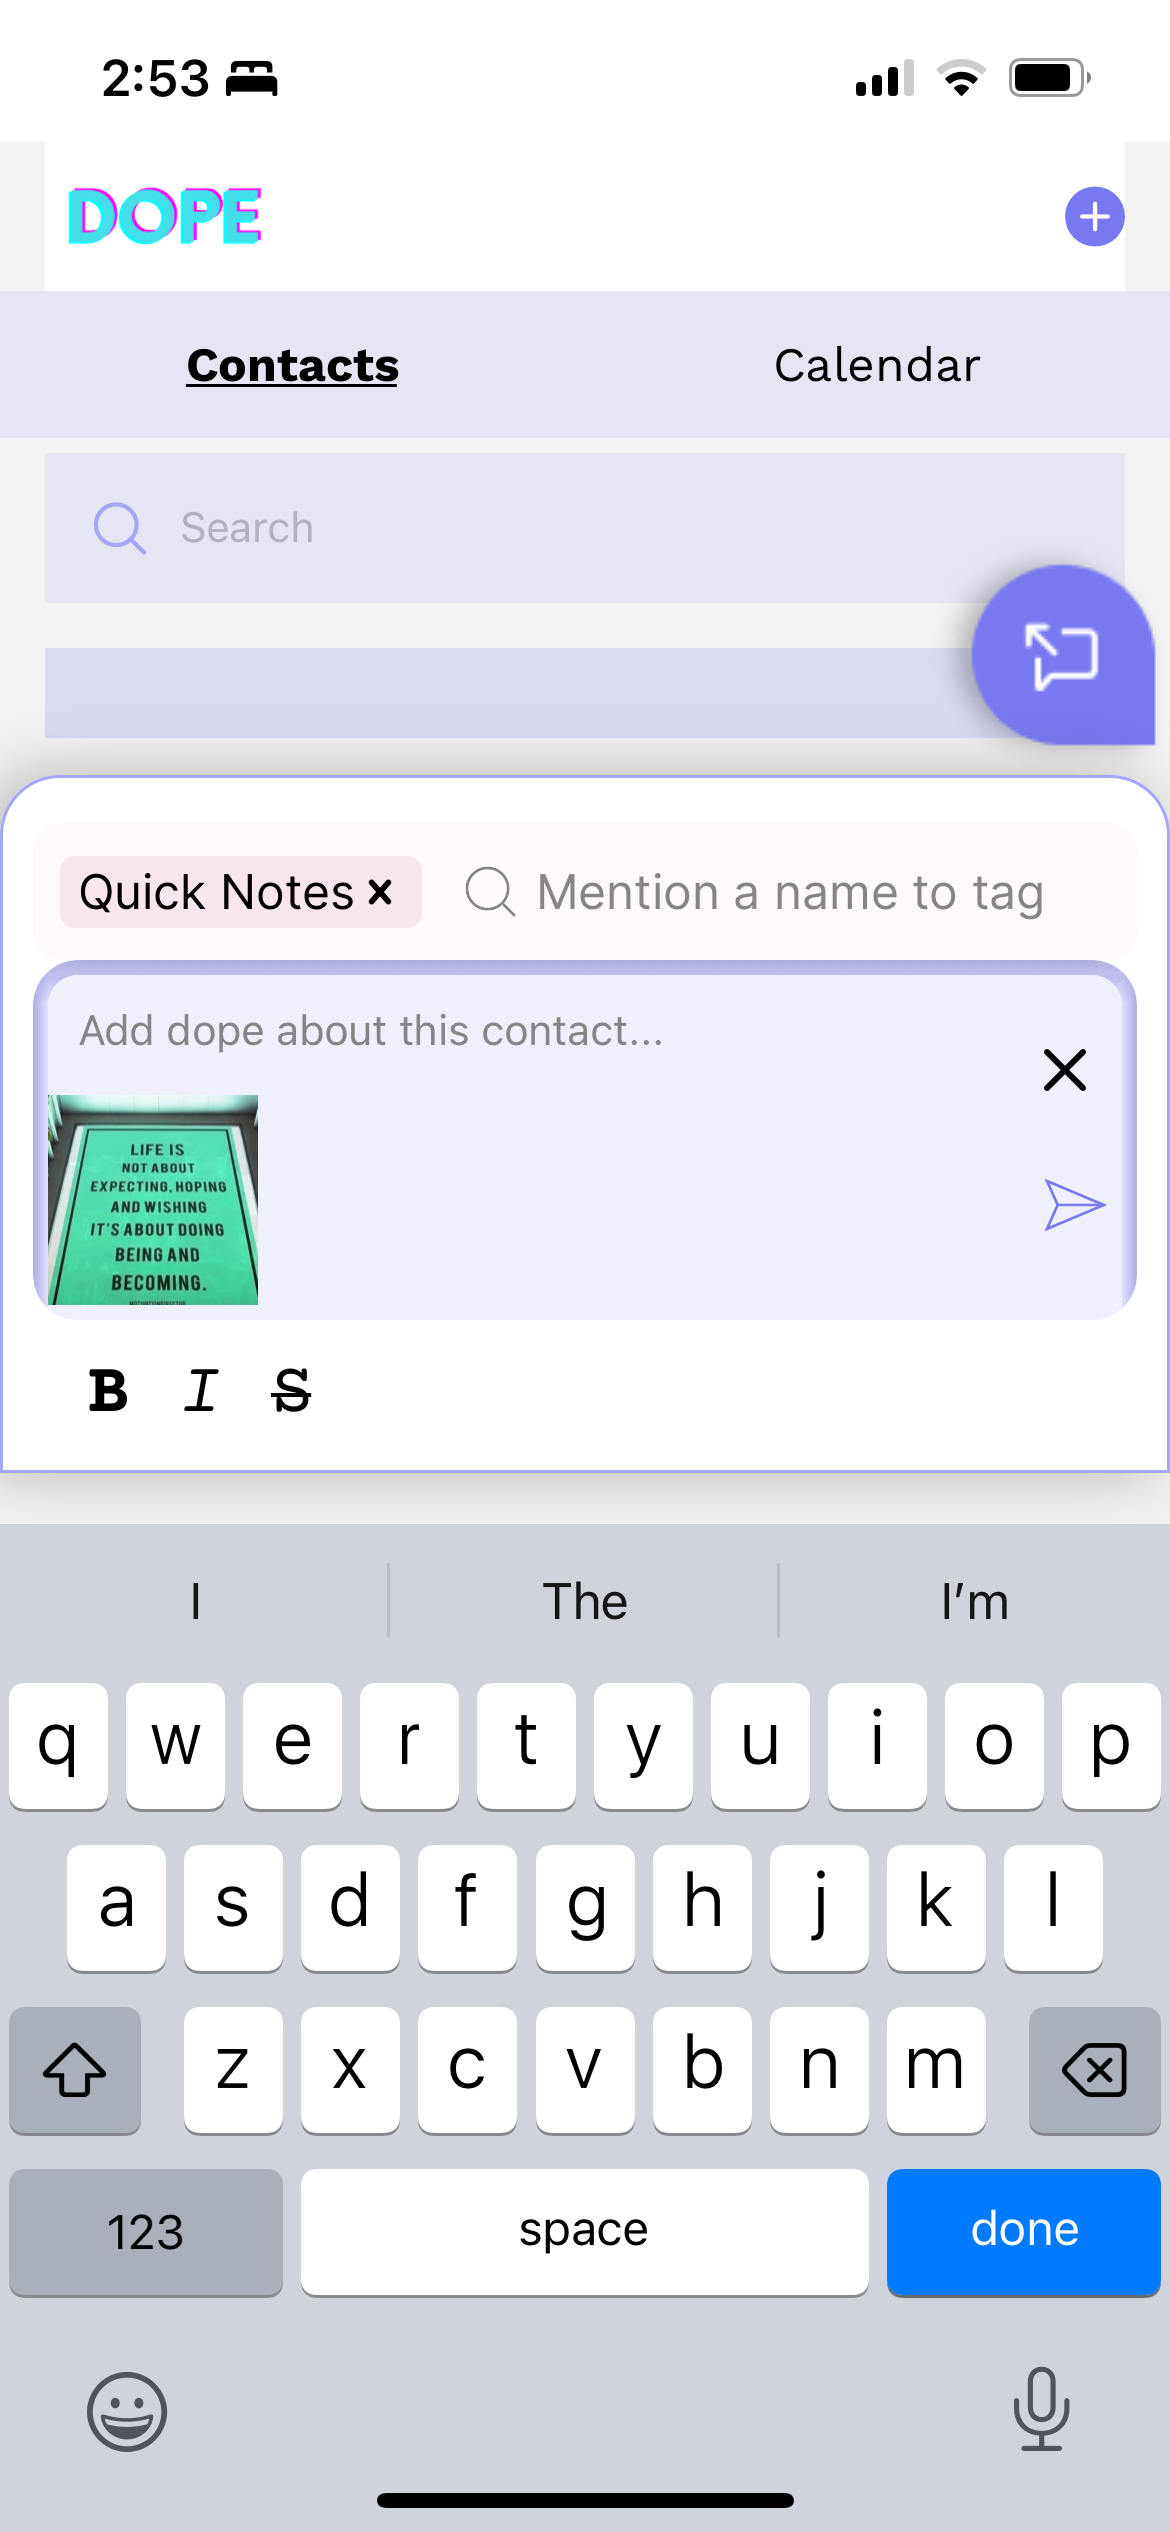 2:53
DOPE
Contacts
Calendar
Search
Quick Notes ×
Mention a name to tag
Add dope about this contact...
LIFE IS
NOT ABOUT
EXPECTING, HOPING
AND WISHING
IT'S ABOUT DOING
BEING AND
BECOMING.
B I S
I The I'm
q w e r t y u i o p
a s d f g h j k l
z x c v b n m
123 space done